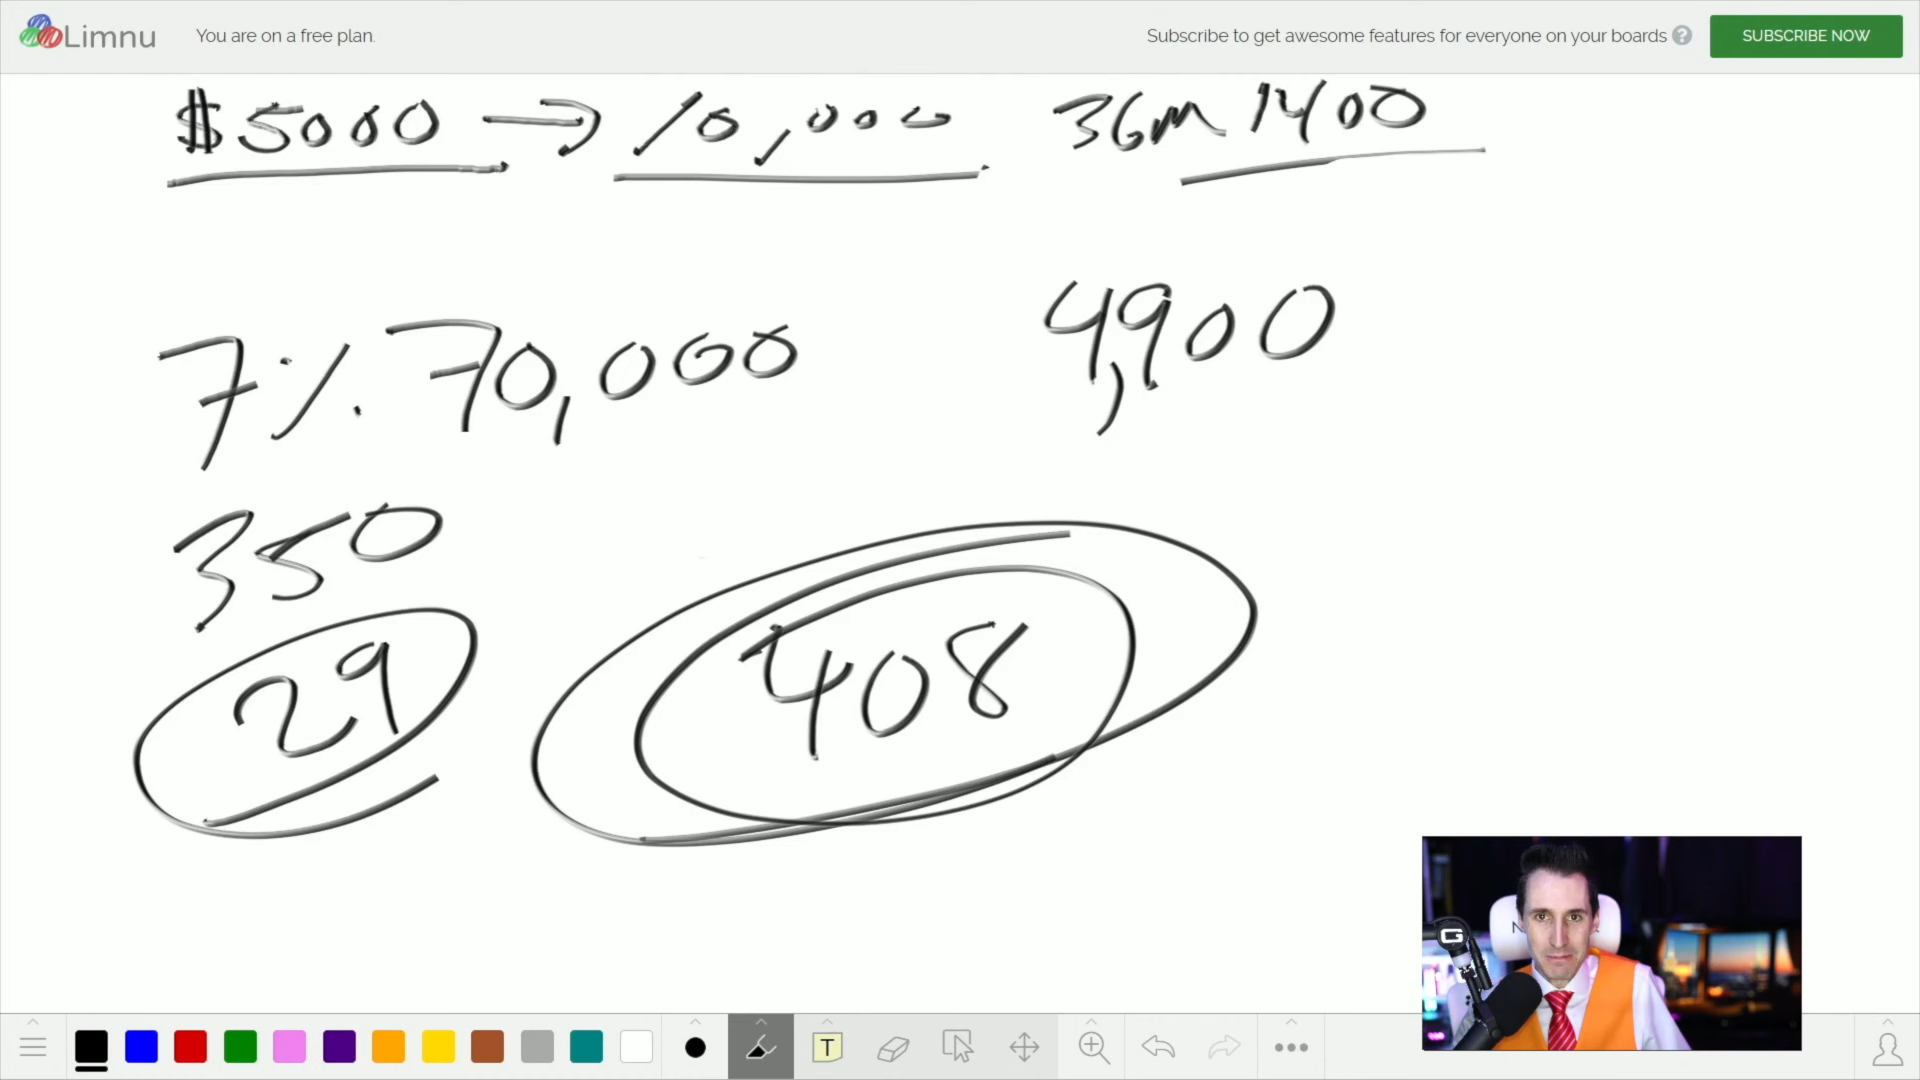 Limnu You are on a free plan. Subscribe to get awesome features for everyone on your boards ? SUBSCRIBE NOW
$5000 → 10,000 36m 1400
7% 70,000 4,900
350
29 408
G
T